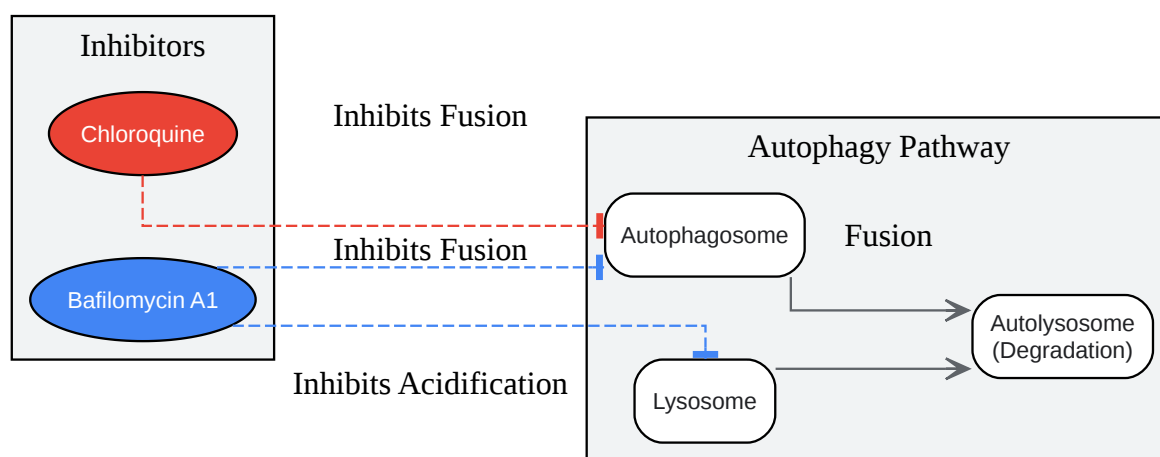 Inhibitors
Chloroquine
Bafilomycin A1
Inhibits Fusion
Inhibits Fusion
Inhibits Acidification
Autophagy Pathway
Autophagosome
Fusion
Autolysosome
(Degradation)
Lysosome